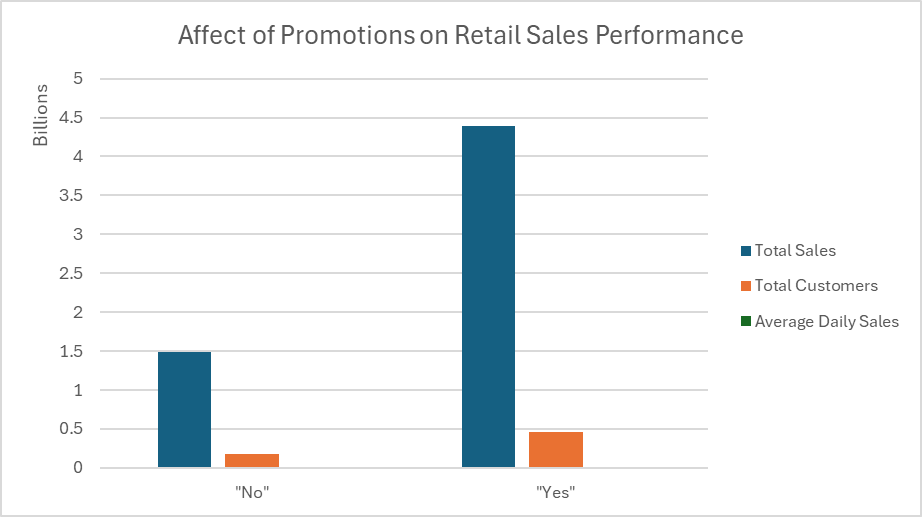 Affect of Promotions on Retail Sales Performance
Billions
5
4.5
4
3.5
3
2.5
2
1.5
1
0.5
0
"No"
"Yes"
Total Sales
Total Customers
Average Daily Sales